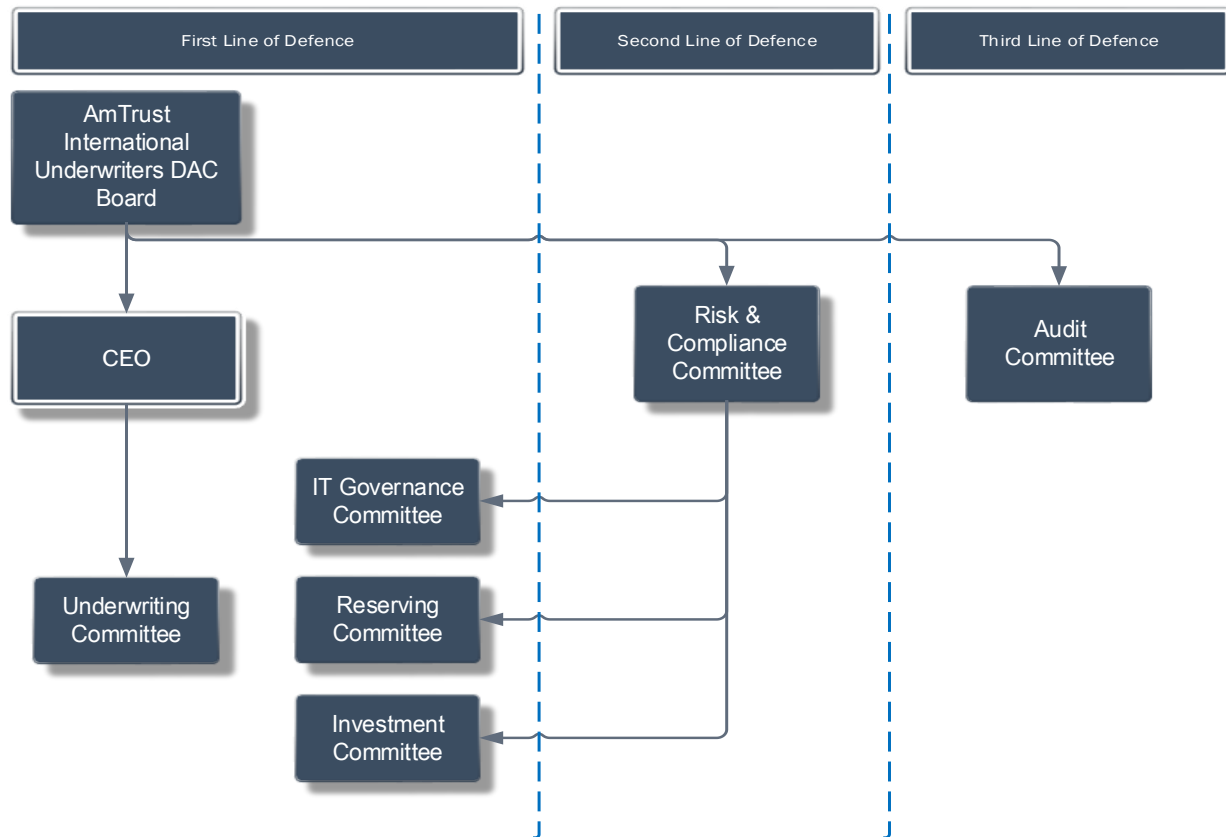 First Line of Defence
Second Line of Defence
Third Line of Defence
AmTrust
International
Underwriters DAC
Board
CEO
Risk &
Compliance
Committee
Audit
Committee
IT Governance
Committee
Underwriting
Committee
Reserving
Committee
Investment
Committee